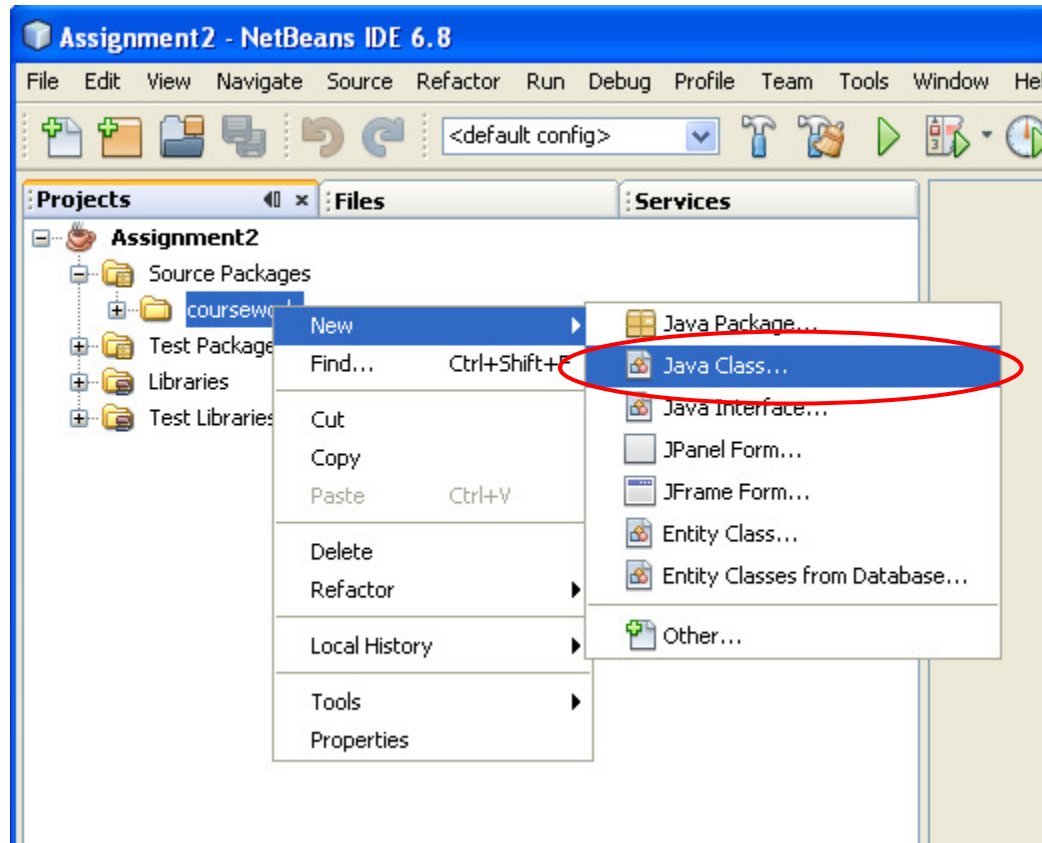 Assignment2 - NetBeans IDE 6.8
File Edit View Navigate Source Refactor Run Debug Profile Team Tools Window
<default config>
Projects Files Services
Assignment2
Source Packages
New Java Package...
Find... Java Class...
Test
Libraries
Java Interface...
Test Libraries
Cut
Copy
JPanel Form...
Paste Ctrl+V
JFrame Form...
Entity Class...
Delete
Entity Classes from Database...
Refactor
Other...
Local History
Tools
Properties